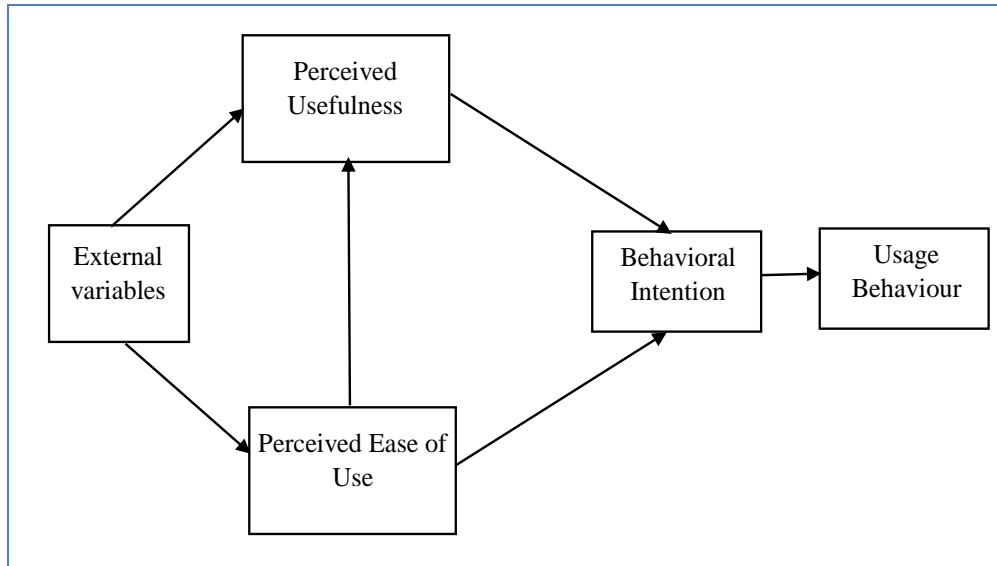 Perceived
Usefulness
External
variables
Behavioral
Intention
Usage
Behaviour
Perceived Ease of
Use